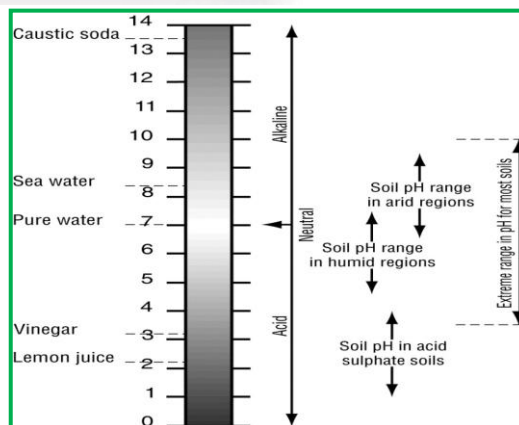 14
Caustic soda
13
12
11
10
9
Sea water
8
Pure water
7
6
5
4
Vinegar
3
Lemon juice
2
1
0
Alkaline
Neutral
Acid
Soil pH range
in arid regions
Soil pH range
in humid regions
Soil pH in acid
sulphate soils
Extreme range in pH for most soils